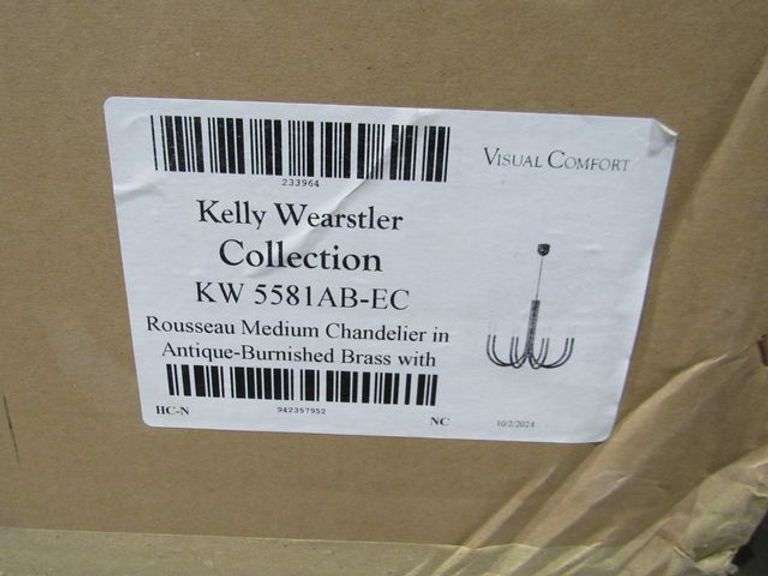 233964
VISUAL COMFORT
Kelly Wearstler
Collection
KW 5581AB-EC
Rousseau Medium Chandelier in
Antique-Burnished Brass with
HC-N
942357952
NC
10/2/2024